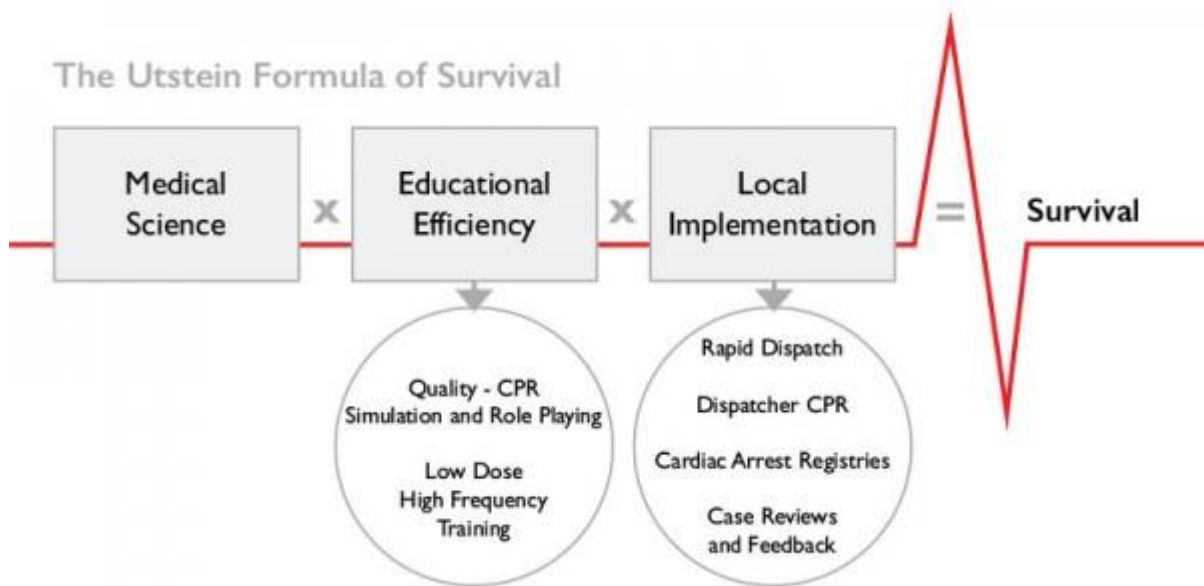 The Utstein Formula of Survival
Medical
Science
x
Educational
Efficiency
x
Local
Implementation
=
Survival
Quality - CPR
Simulation and Role Playing
Low Dose
High Frequency
Training
Rapid Dispatch
Dispatcher CPR
Cardiac Arrest Registries
Case Reviews
and Feedback